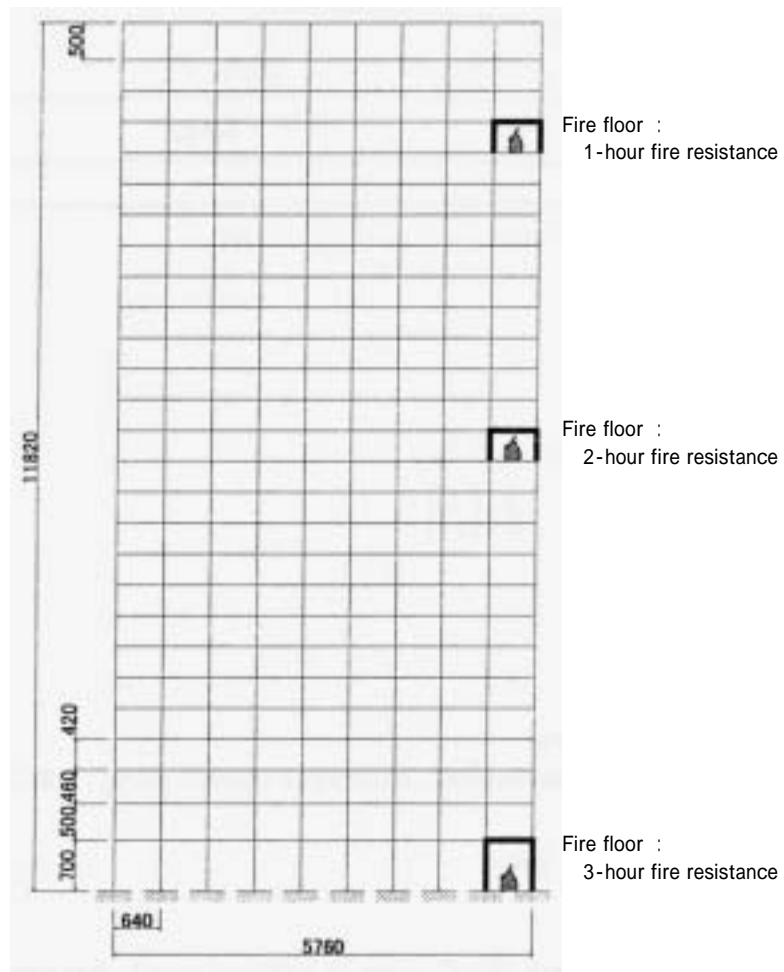 500
Fire floor :
1-hour fire resistance
11820
Fire floor :
2-hour fire resistance
420
460
500
700
Fire floor :
3-hour fire resistance
640
5760